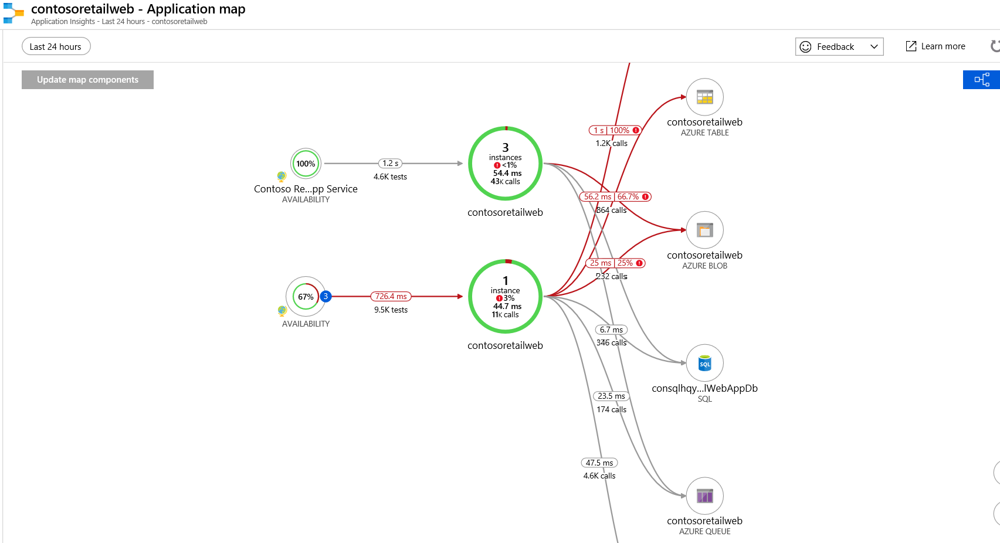 contosoretailweb - Application map
Application Insights - Last 24 hours - contosoretailweb
Last 24 hours
Feedback
Learn more
Update map components
100%
Contoso Re...pp Service
AVAILABILITY
1.2 s
4.6K tests
3
instances
<1%
54.4 ms
43K calls
contosoretailweb
67%
3
AVAILABILITY
726.4 ms
9.5K tests
1
instance
3%
44.7 ms
11K calls
contosoretailweb
1 s | 100%
1.2K calls
56.2 ms | 66.7%
864 calls
25 ms | 25%
232 calls
6.7 ms
346 calls
23.5 ms
174 calls
47.5 ms
4.6K calls
contosoretailweb
AZURE TABLE
contosoretailweb
AZURE BLOB
SQL
consqlhqy...lWebAppDb
SQL
contosoretailweb
AZURE QUEUE